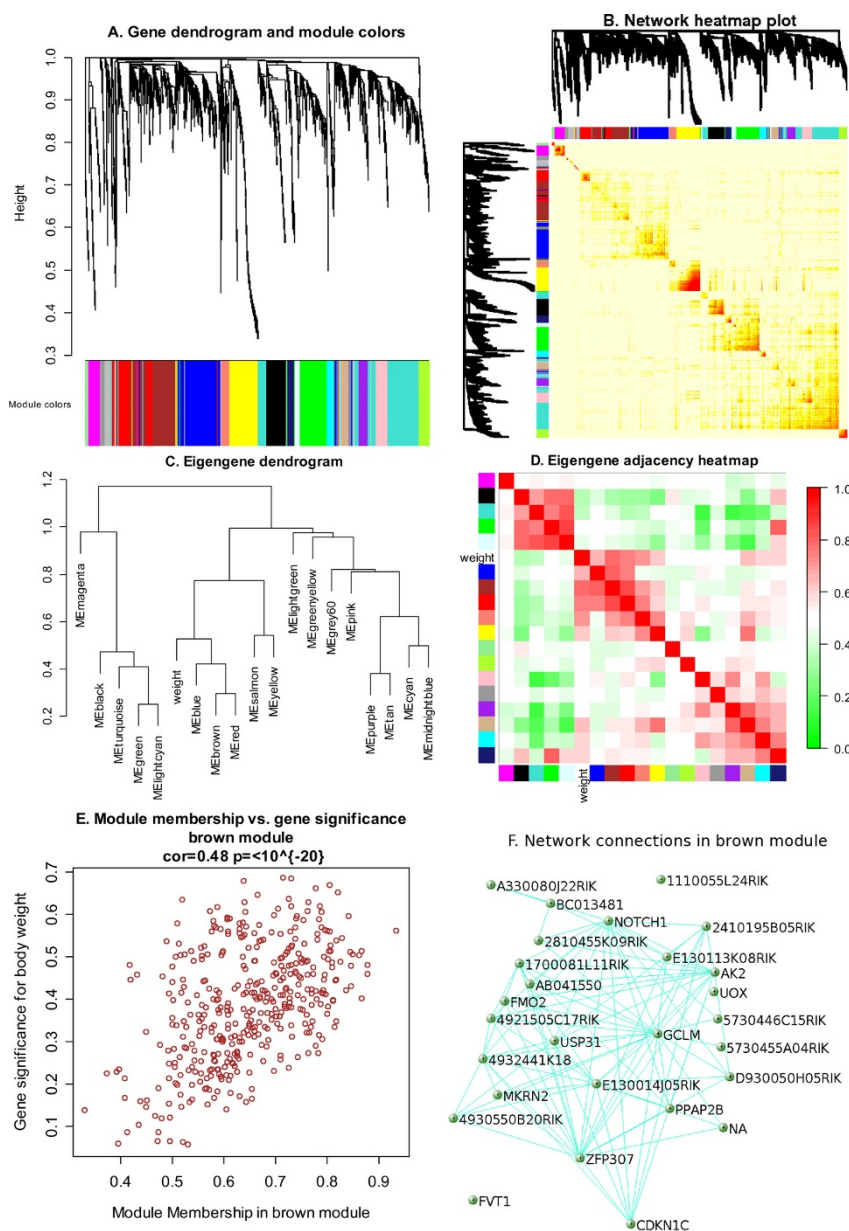 A. Gene dendrogram and module colors
Height
1.0
0.9
0.8
0.7
0.6
0.5
0.4
0.3
Module colors
B. Network heatmap plot
C. Eigengene dendrogram
1.2
1.0
0.8
0.6
0.4
0.2
MEmagenta
MEblack
MEturquoise
MEgreen
MElightcyan
weight
MEblue
MEbrown
MEred
MEsalmon
MEyellow
MElightgreen
MEgreenyellow
MEgrey60
MEpink
MEpurple
MEtan
MEcyan
MEmidnightblue
D. Eigengene adjacency heatmap
weight
weight
1.0
0.8
0.6
0.4
0.2
0.0
E. Module membership vs. gene significance
brown module
cor=0.48 p=<10^{-20}
Gene significance for body weight
0.7
0.6
0.5
0.4
0.3
0.2
0.1
0.4 0.5 0.6 0.7 0.8 0.9
Module Membership in brown module
F. Network connections in brown module
A330080J22RIK
1110055L24RIK
BC013481
NOTCH1
2410195B05RIK
2810455K09RIK
E130113K08RIK
1700081L11RIK
AK2
AB041550
UOX
FMO2
4921505C17RIK
5730446C15RIK
GCLM
USP31
5730455A04RIK
4932441K18
D930050H05RIK
E130014J05RIK
MKRN2
PPAP2B
4930550B20RIK
NA
ZFP307
FVT1
CDKN1C